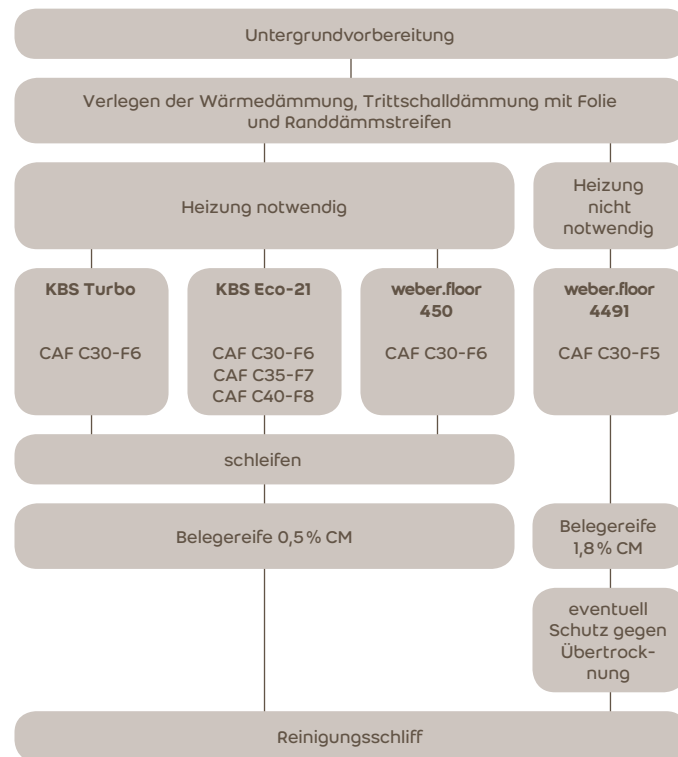 Untergrundvorbereitung
Verlegen der Wärmedämmung, Trittschalldämmung mit Folie
und Randdämmstreifen
Heizung notwendig
Heizung
nicht
notwendig
KBS Turbo
CAF C30-F6
KBS Eco-21
CAF C30-F6
CAF C35-F7
CAF C40-F8
weber.floor
450
CAF C30-F6
weber.floor
4491
CAF C30-F5
schleifen
Belegereife 0,5 % CM
Belegereife
1,8 % CM
eventuell
Schutz gegen
Übertrock-
nung
Reinigungsschliff